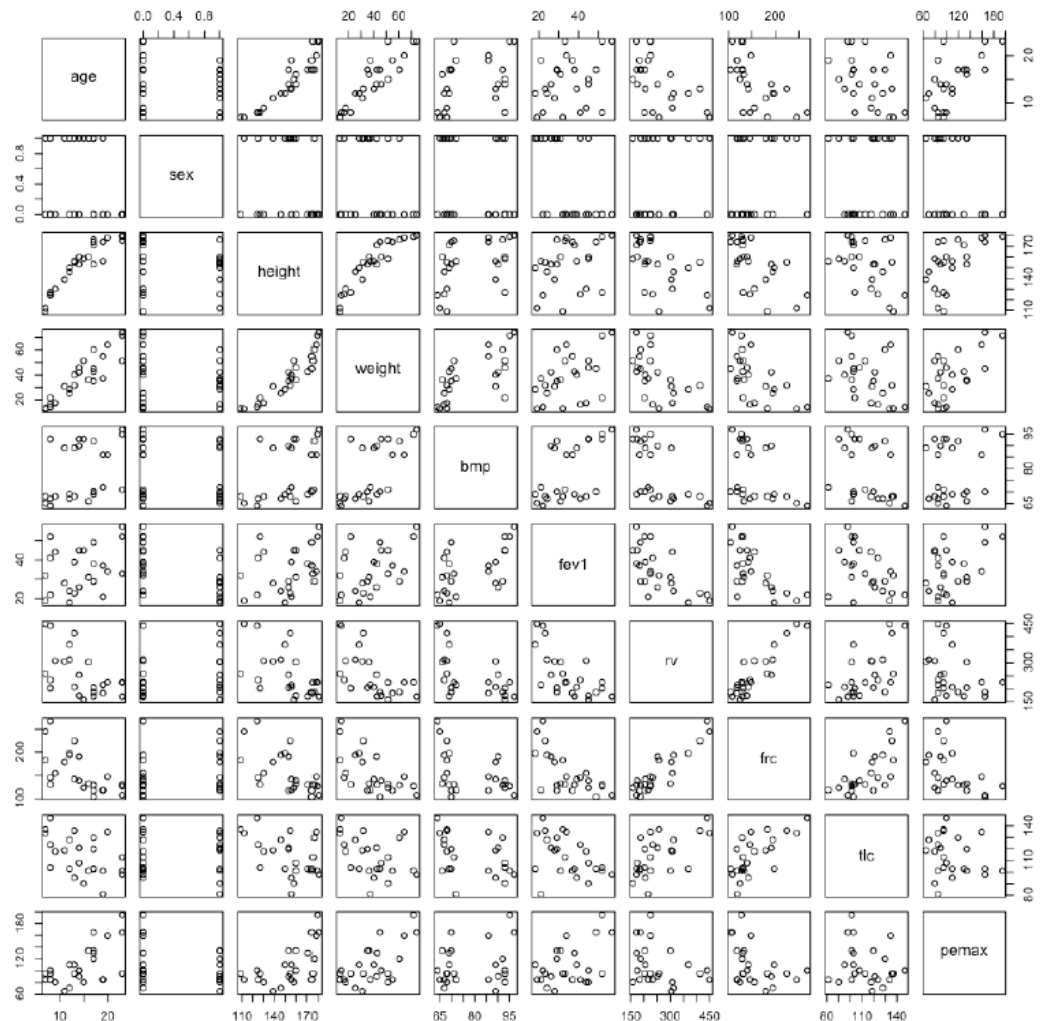 0.0 0.4 0.8 20 40 60 20 40 100 200 60 120 180
age 10 20
0.0 0.4 0.8 sex
height 110 140 170
20 40 60 weight
bmp 65 80 95
20 40 fev1
rv 150 300 450
100 200 frc
tlc 80 110 140
60 120 180 pemax
10 20 110 140 170 65 80 95 150 300 450 80 110 140